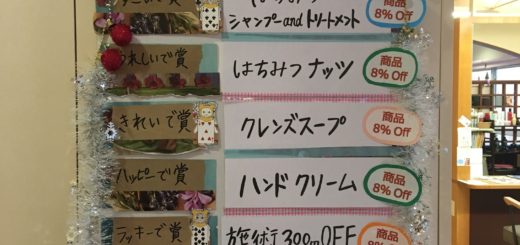 で賞
シャンプー and トリートメント
商品
8% Off
うれしいで賞
はちみつ ナッツ
商品
8% Off
きれいで賞
クレンズスープ
商品
8% Off
ハッピーで賞
ハンド クリーム
商品
8% Off
ラッキーで賞
施術 300円OFF
商品